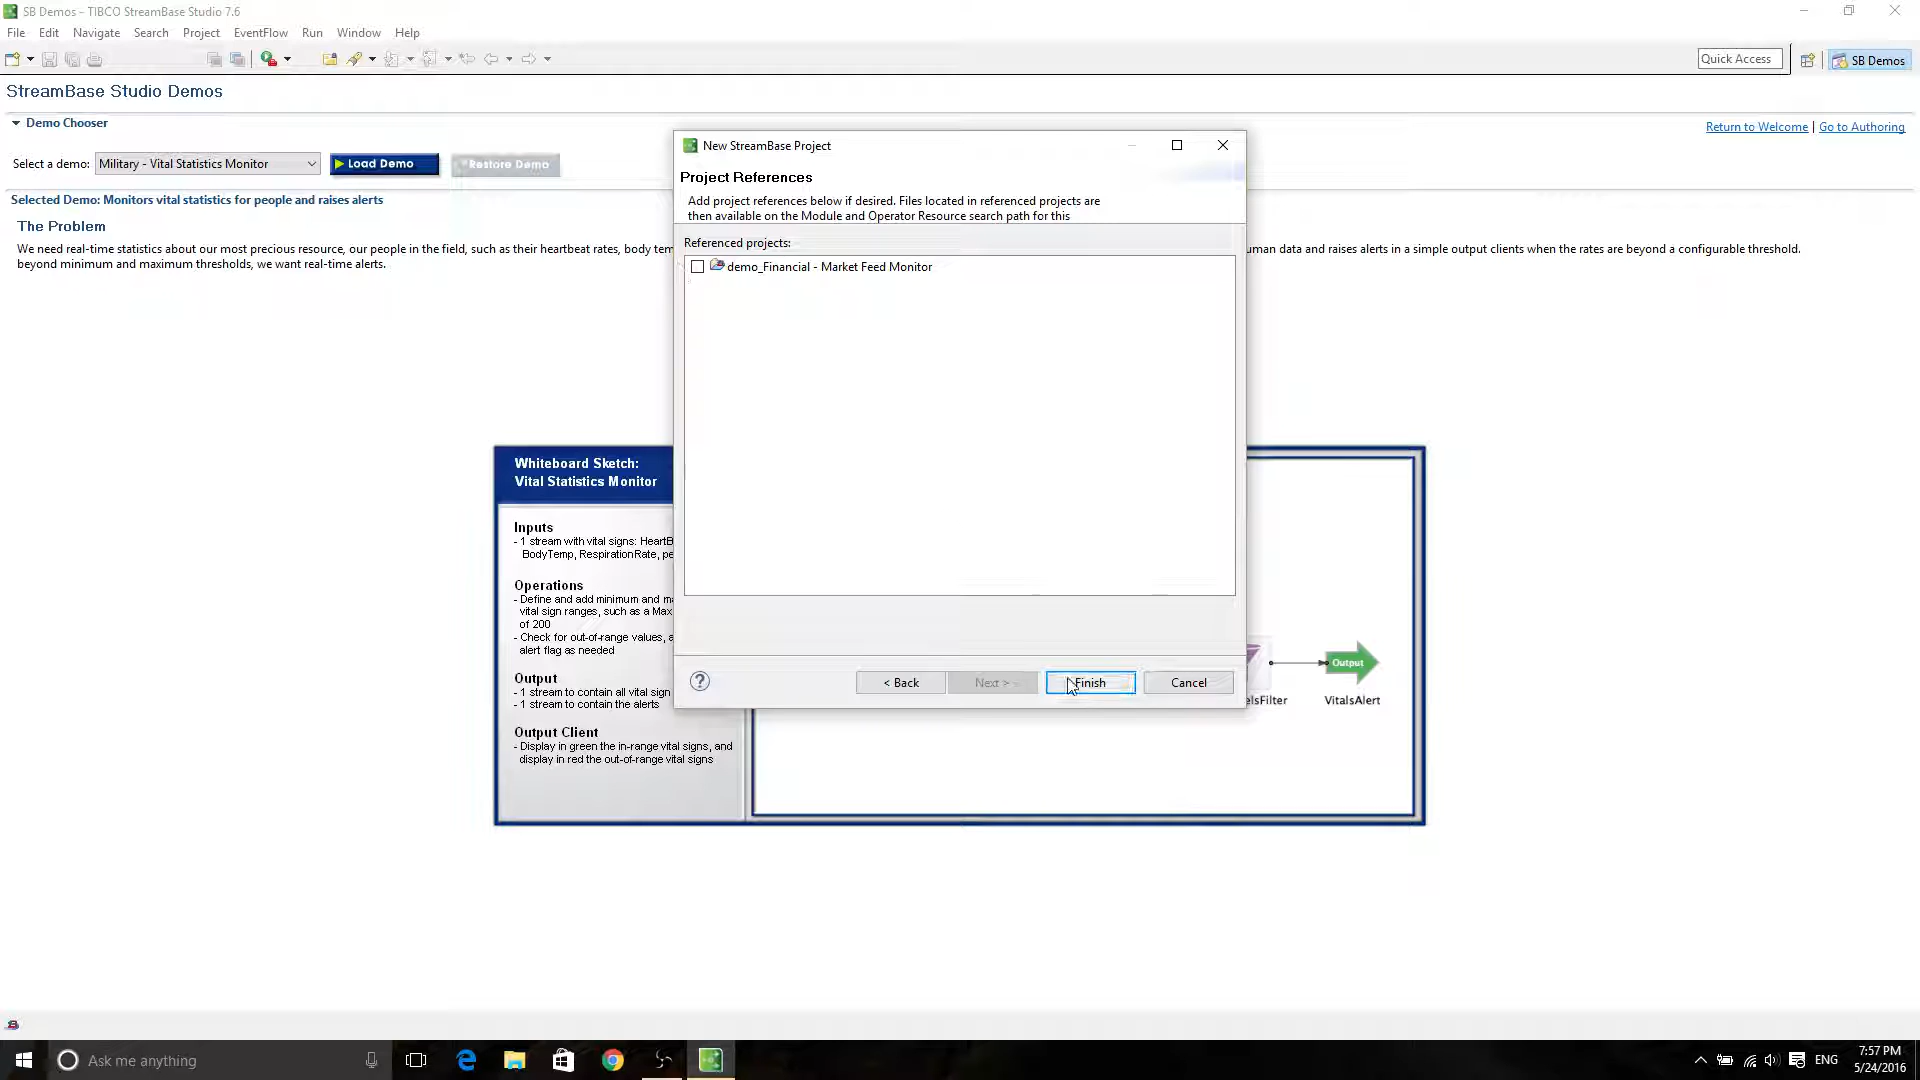 SB Demos - TIBCO StreamBase Studio 7.6
File Edit Navigate Search Project EventFlow Run Window Help
Quick Access
SB Demos
StreamBase Studio Demos
Demo Chooser
Return to Welcome | Go to Authoring
Select a demo: Military - Vital Statistics Monitor Load Demo Restore Demo
Selected Demo: Monitors vital statistics for people and raises alerts
The Problem
We need real-time statistics about our most precious resource, our people in the field, such as their heartbeat rates, body tem
uman data and raises alerts in a simple output clients when the rates are beyond a configurable threshold.
beyond minimum and maximum thresholds, we want real-time alerts.
New StreamBase Project
Project References
Add project references below if desired. Files located in referenced projects are
then available on the Module and Operator Resource search path for this
Referenced projects:
demo_Financial - Market Feed Monitor
< Back Next > Finish Cancel
Whiteboard Sketch:
Vital Statistics Monitor
Inputs
- 1 stream with vital signs: HeartB
BodyTemp, RespirationRate, pe
Operations
- Define and add minimum and ma
vital sign ranges, such as a Max
of 200
- Check for out-of-range values, a
alert flag as needed
Output
- 1 stream to contain all vital sign
- 1 stream to contain the alerts
Output Client
- Display in green the in-range vital signs, and
display in red the out-of-range vital signs
Output
elsFilter
VitalsAlert
Ask me anything
ENG
7:57 PM
5/24/2016